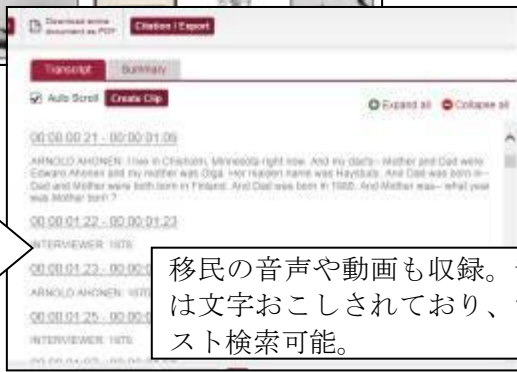 Download entire
document as PDF
Citation / Export
Transcript
Summary
Auto Scroll
Create Clip
Expand all
Collapse all
00:00:00:21 - 00:00:01:09
ARNOLD AHONEN: I live in Chisholm, Minnesota right now. And my dad's- Mother and Dad were
Edward Ahonen and my mother was Olga. Her maiden name was . And Dad was born in--
Dad and Mother were both born in Finland. And Dad was born in . And Mother was-- what year
was Mother born?
00:00:01:22 - 00:00:01:23
INTERVIEWER:
00:00:01:23 - 00:00:0
ARNOLD AHONEN:
00:00:01:25 - 00:00:
INTERVIEWER:
移民の音声や動画も収録。
は文字おこしされており、
スト検索可能。